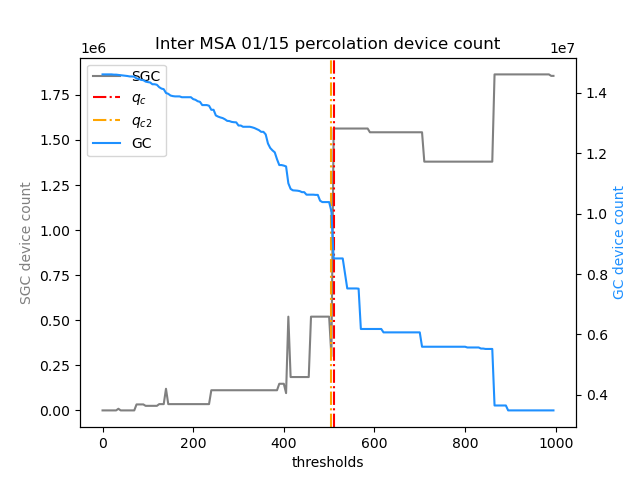 Inter MSA 01/15 percolation device count
1e6
1e7
SGC
q_c
q_c2
GC
1.75
1.50
1.25
1.00
0.75
0.50
0.25
0.00
SGC device count
1.4
1.2
1.0
0.8
0.6
0.4
GC device count
0 200 400 600 800 1000
thresholds